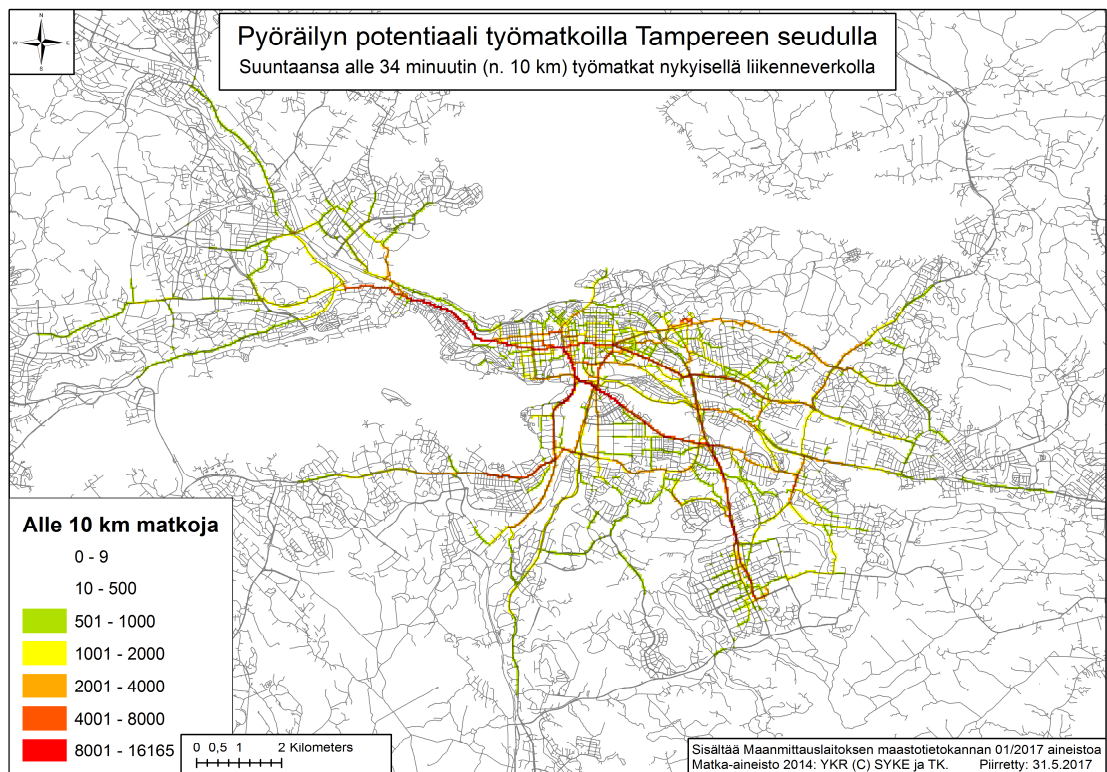 N
W E
S
Pyöräilyn potentiaali työmatkoilla Tampereen seudulla
Suuntaansa alle 34 minuutin (n. 10 km) työmatkat nykyisellä liikenneverkolla
Alle 10 km matkoja
0 - 9
10 - 500
501 - 1000
1001 - 2000
2001 - 4000
4001 - 8000
8001 - 16165
0 0,5 1 2 Kilometers
Sisältää Maanmittauslaitoksen maastotietokannan 01/2017 aineistoa
Matka-aineisto 2014: YKR (C) SYKE ja TK. Piirretty: 31.5.2017